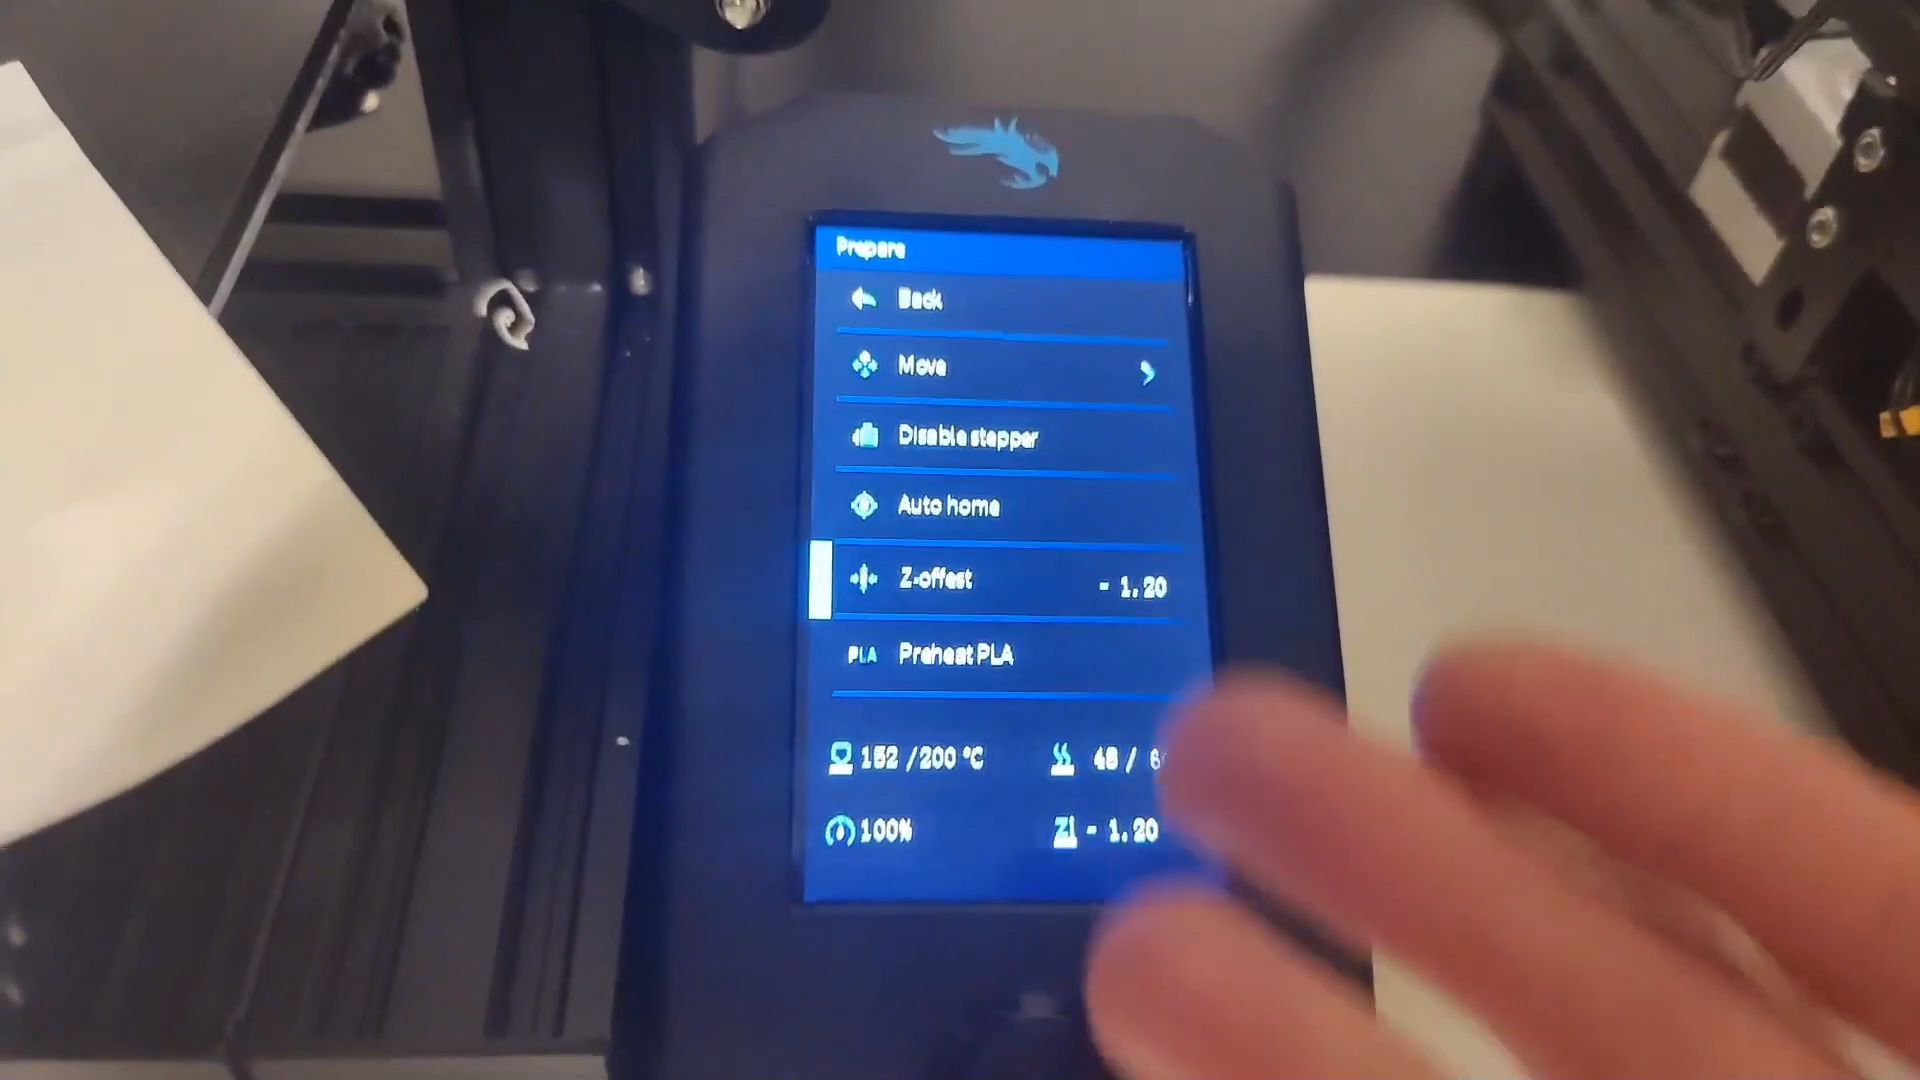 Prepare
Back
Move
Disable stepper
Auto home
Z-offset - 1.20
PLA Preheat PLA
152 /200 °C 48 / 6
100% Z - 1.20